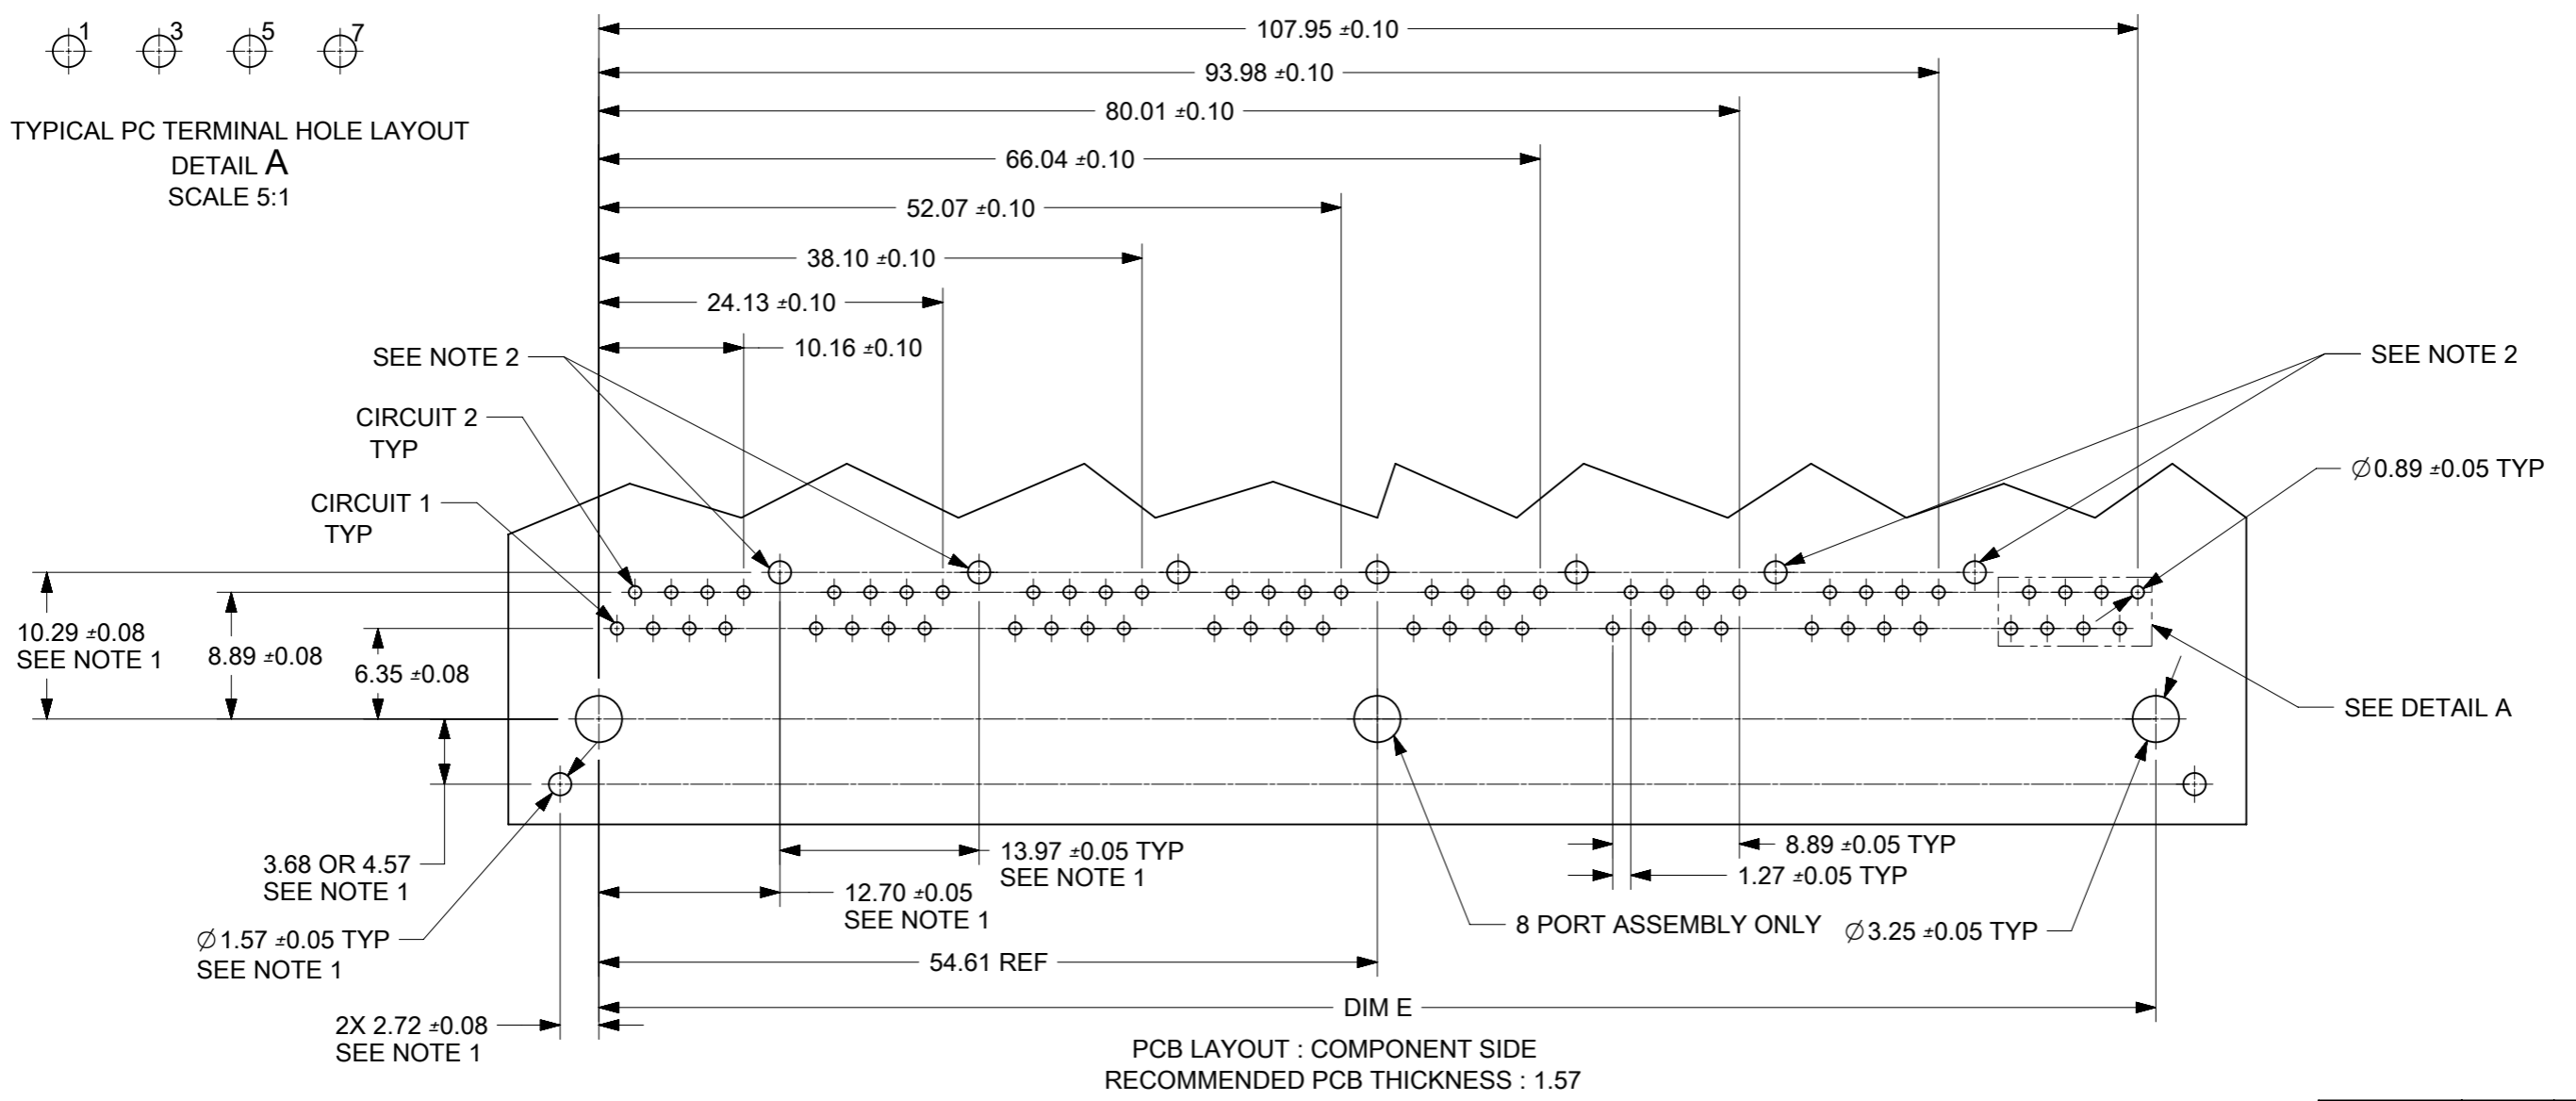 1 3 5 7
TYPICAL PC TERMINAL HOLE LAYOUT
DETAIL A
SCALE 5:1
107.95 ±0.10
93.98 ±0.10
80.01 ±0.10
66.04 ±0.10
52.07 ±0.10
38.10 ±0.10
24.13 ±0.10
10.16 ±0.10
SEE NOTE 2
SEE NOTE 2
CIRCUIT 2
TYP
CIRCUIT 1
TYP
Ø0.89 ±0.05 TYP
10.29 ±0.08
SEE NOTE 1
8.89 ±0.08
6.35 ±0.08
SEE DETAIL A
3.68 OR 4.57
SEE NOTE 1
Ø1.57 ±0.05 TYP
SEE NOTE 1
2X 2.72 ±0.08
SEE NOTE 1
13.97 ±0.05 TYP
SEE NOTE 1
12.70 ±0.05
SEE NOTE 1
8.89 ±0.05 TYP
1.27 ±0.05 TYP
8 PORT ASSEMBLY ONLY
Ø3.25 ±0.05 TYP
54.61 REF
DIM E
PCB LAYOUT : COMPONENT SIDE
RECOMMENDED PCB THICKNESS : 1.57